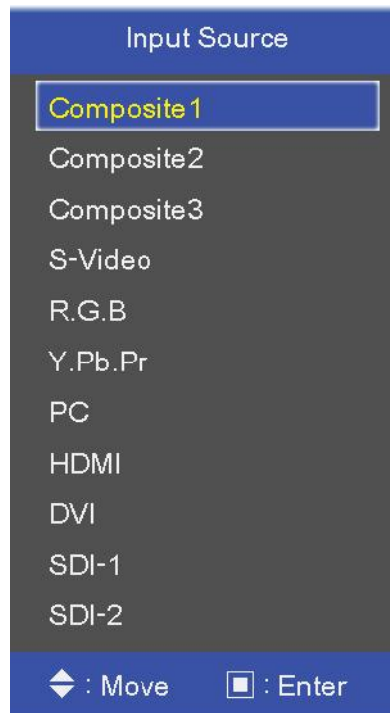 Input Source
Composite1
Composite2
Composite3
S-Video
R.G.B
Y.Pb.Pr
PC
HDMI
DVI
SDI-1
SDI-2
: Move : Enter